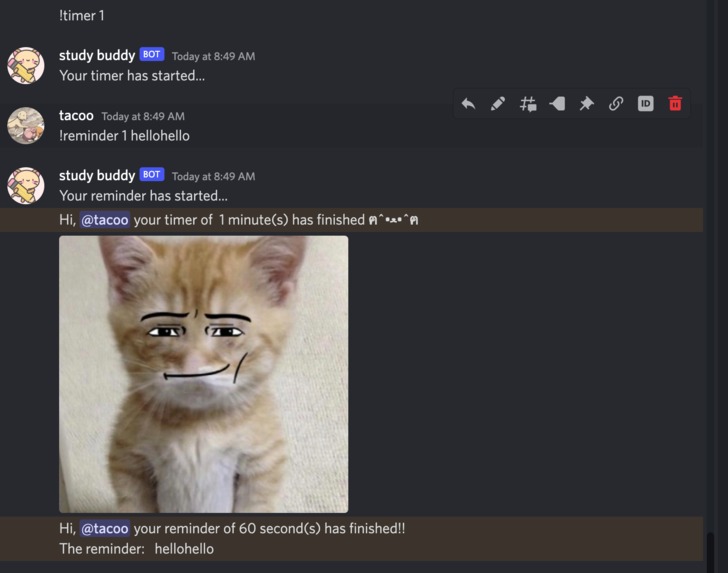 !timer 1
study buddy BOT Today at 8:49 AM
Your timer has started...
tacoo Today at 8:49 AM
!reminder 1 hellohello
ID
study buddy BOT Today at 8:49 AM
Your reminder has started...
Hi, @tacoo your timer of 1 minute(s) has finished ฅ^•ﻌ•^ฅ
Hi, @tacoo your reminder of 60 second(s) has finished!!
The reminder: hellohello